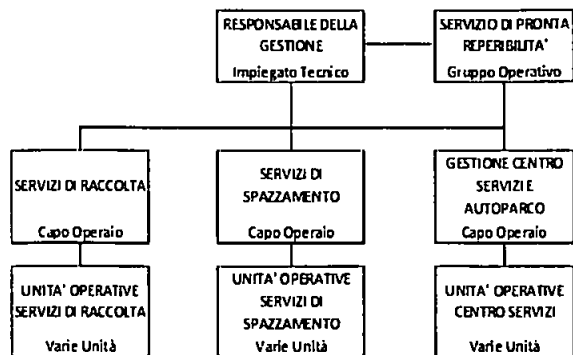 RESPONSABILE DELLA
GESTIONE
Impiegato Tecnico
SERVIZIO DI PRONTA
REPERIBILITA'
Gruppo Operativo
SERVIZI DI RACCOLTA
Capo Operaio
SERVIZI DI
SPAZZAMENTO
Capo Operaio
GESTIONE CENTRO
SERVIZI E
AUTOPARCO
Capo Operaio
UNITA' OPERATIVE
SERVIZI DI RACCOLTA
Varie Unità
UNITA' OPERATIVE
SERVIZI DI
SPAZZAMENTO
Varie Unità
UNITA' OPERATIVE
CENTRO SERVIZI
Varie Unità